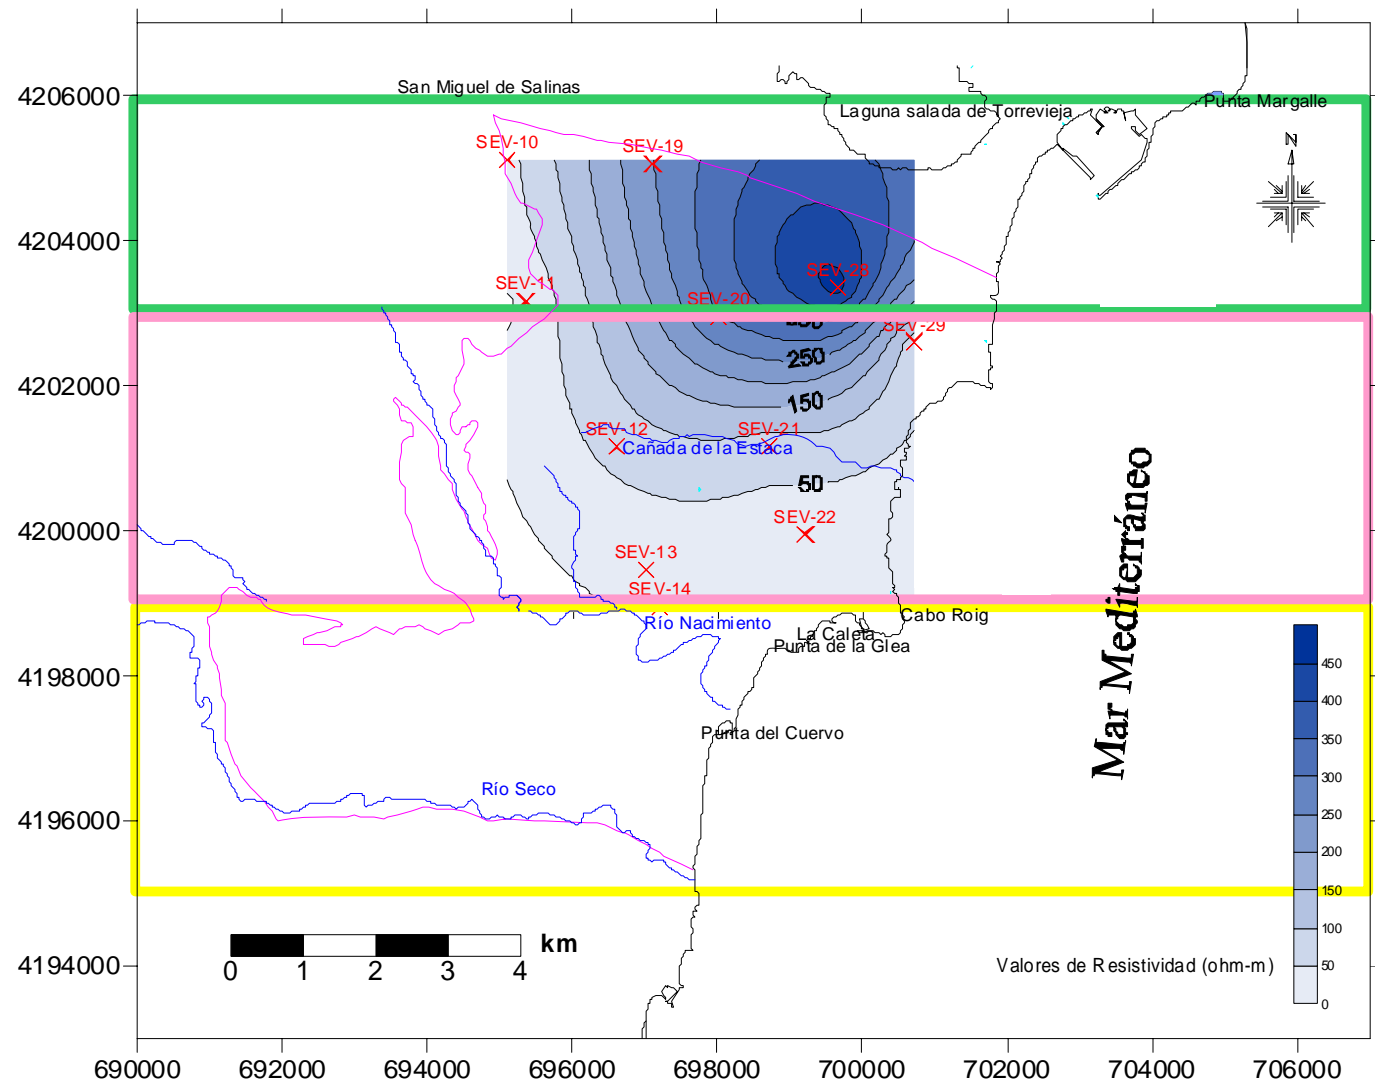 4206000
San Miguel de Salinas
Punta Margalle
Laguna salada de Torrevieja
SEV-10
SEV-19
N
4204000
SEV-28
SEV-11
SEV-20
SEV-29
250
4202000
150
SEV-12
SEV-21
Cañada de la Estaca
50
4200000
SEV-22
SEV-13
SEV-14
Mar Mediterráneo
Cabo Roig
Río Nacimiento
La Caleta
Punta de la Glea
4198000
Punta del Cuervo
Río Seco
4196000
450
400
350
300
250
200
150
100
50
0
km
0 1 2 3 4
4194000
Valores de Resistividad (ohm-m)
690000 692000 694000 696000 698000 700000 702000 704000 706000